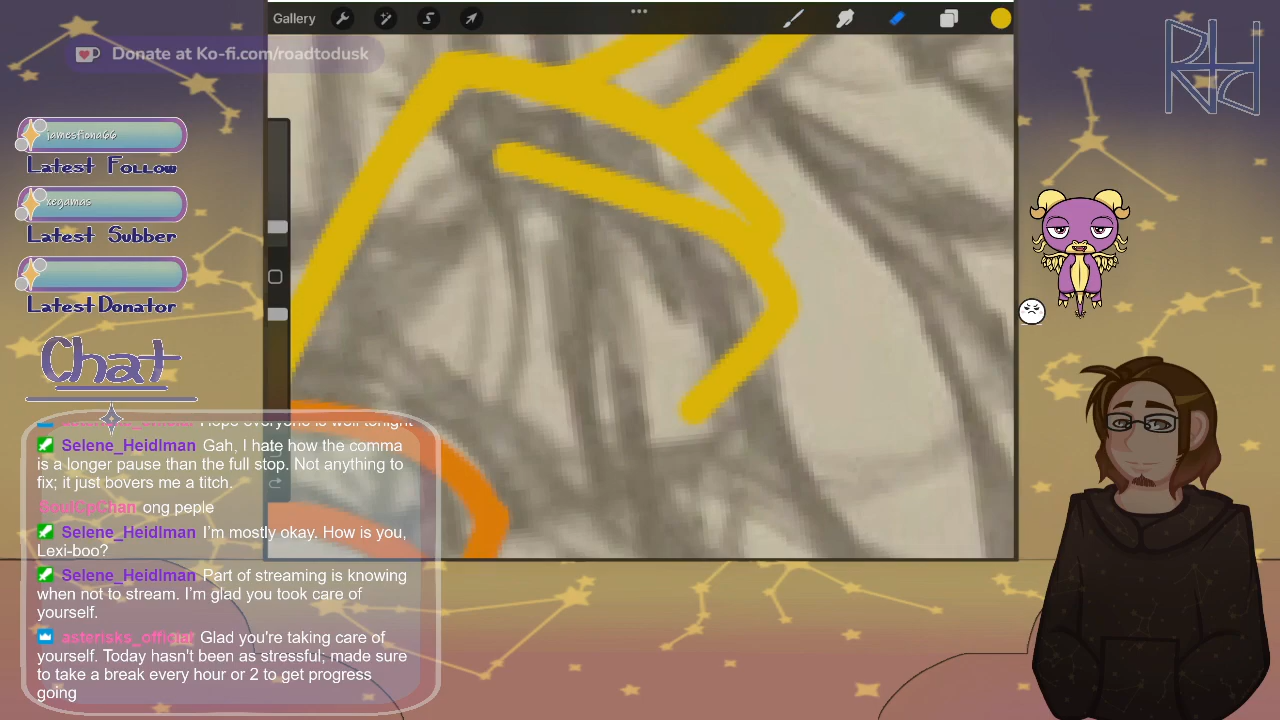 Gallery
Donate at Ko-fi.com/roadtodusk
jamesfiona66
Latest Follow
xegamas
Latest Subber
Latest Donator
Chat
Hope everyone is well tonight
Selene_Heidlman Gah, I hate how the comma
is a longer pause than the full stop. Not anything to
fix; it just bovers me a titch.
SoulCpChan ong peple
Selene_Heidlman I'm mostly okay. How is you,
Lexi-boo?
Selene_Heidlman Part of streaming is knowing
when not to stream. I'm glad you took care of
yourself.
asterisks_official Glad you're taking care of
yourself. Today hasn't been as stressful; made sure
to take a break every hour or 2 to get progress
going